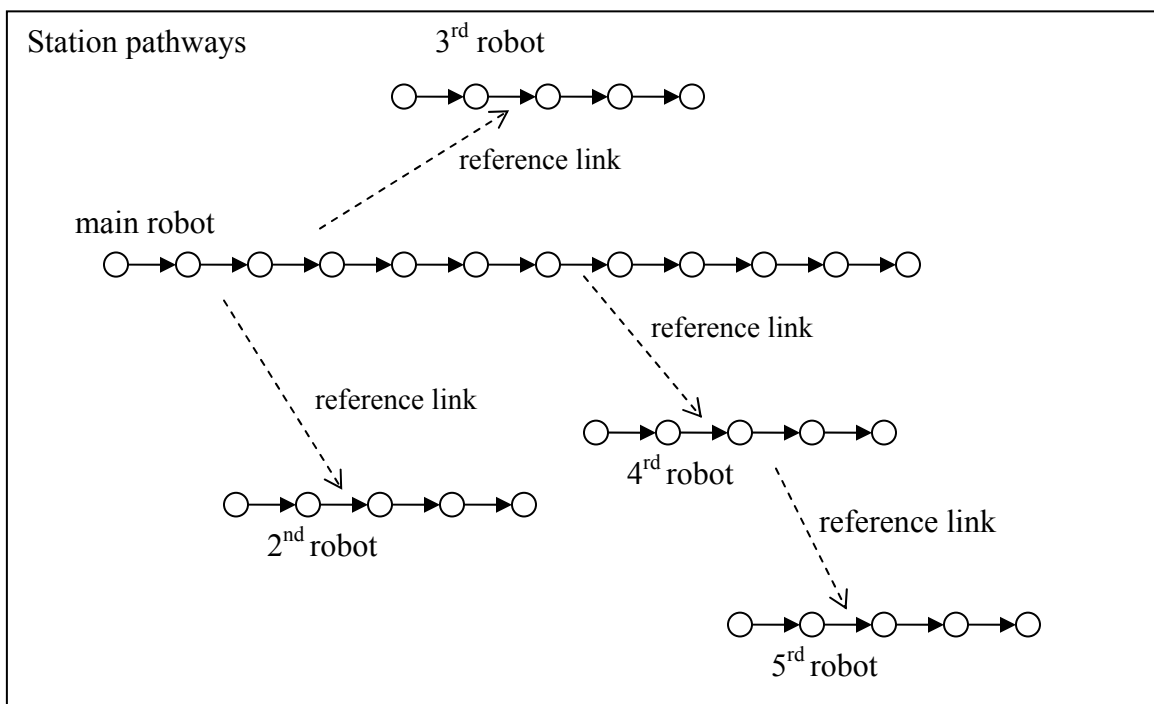 Station pathways
3rd robot
reference link
main robot
reference link
reference link
4rd robot
2nd robot
reference link
5rd robot